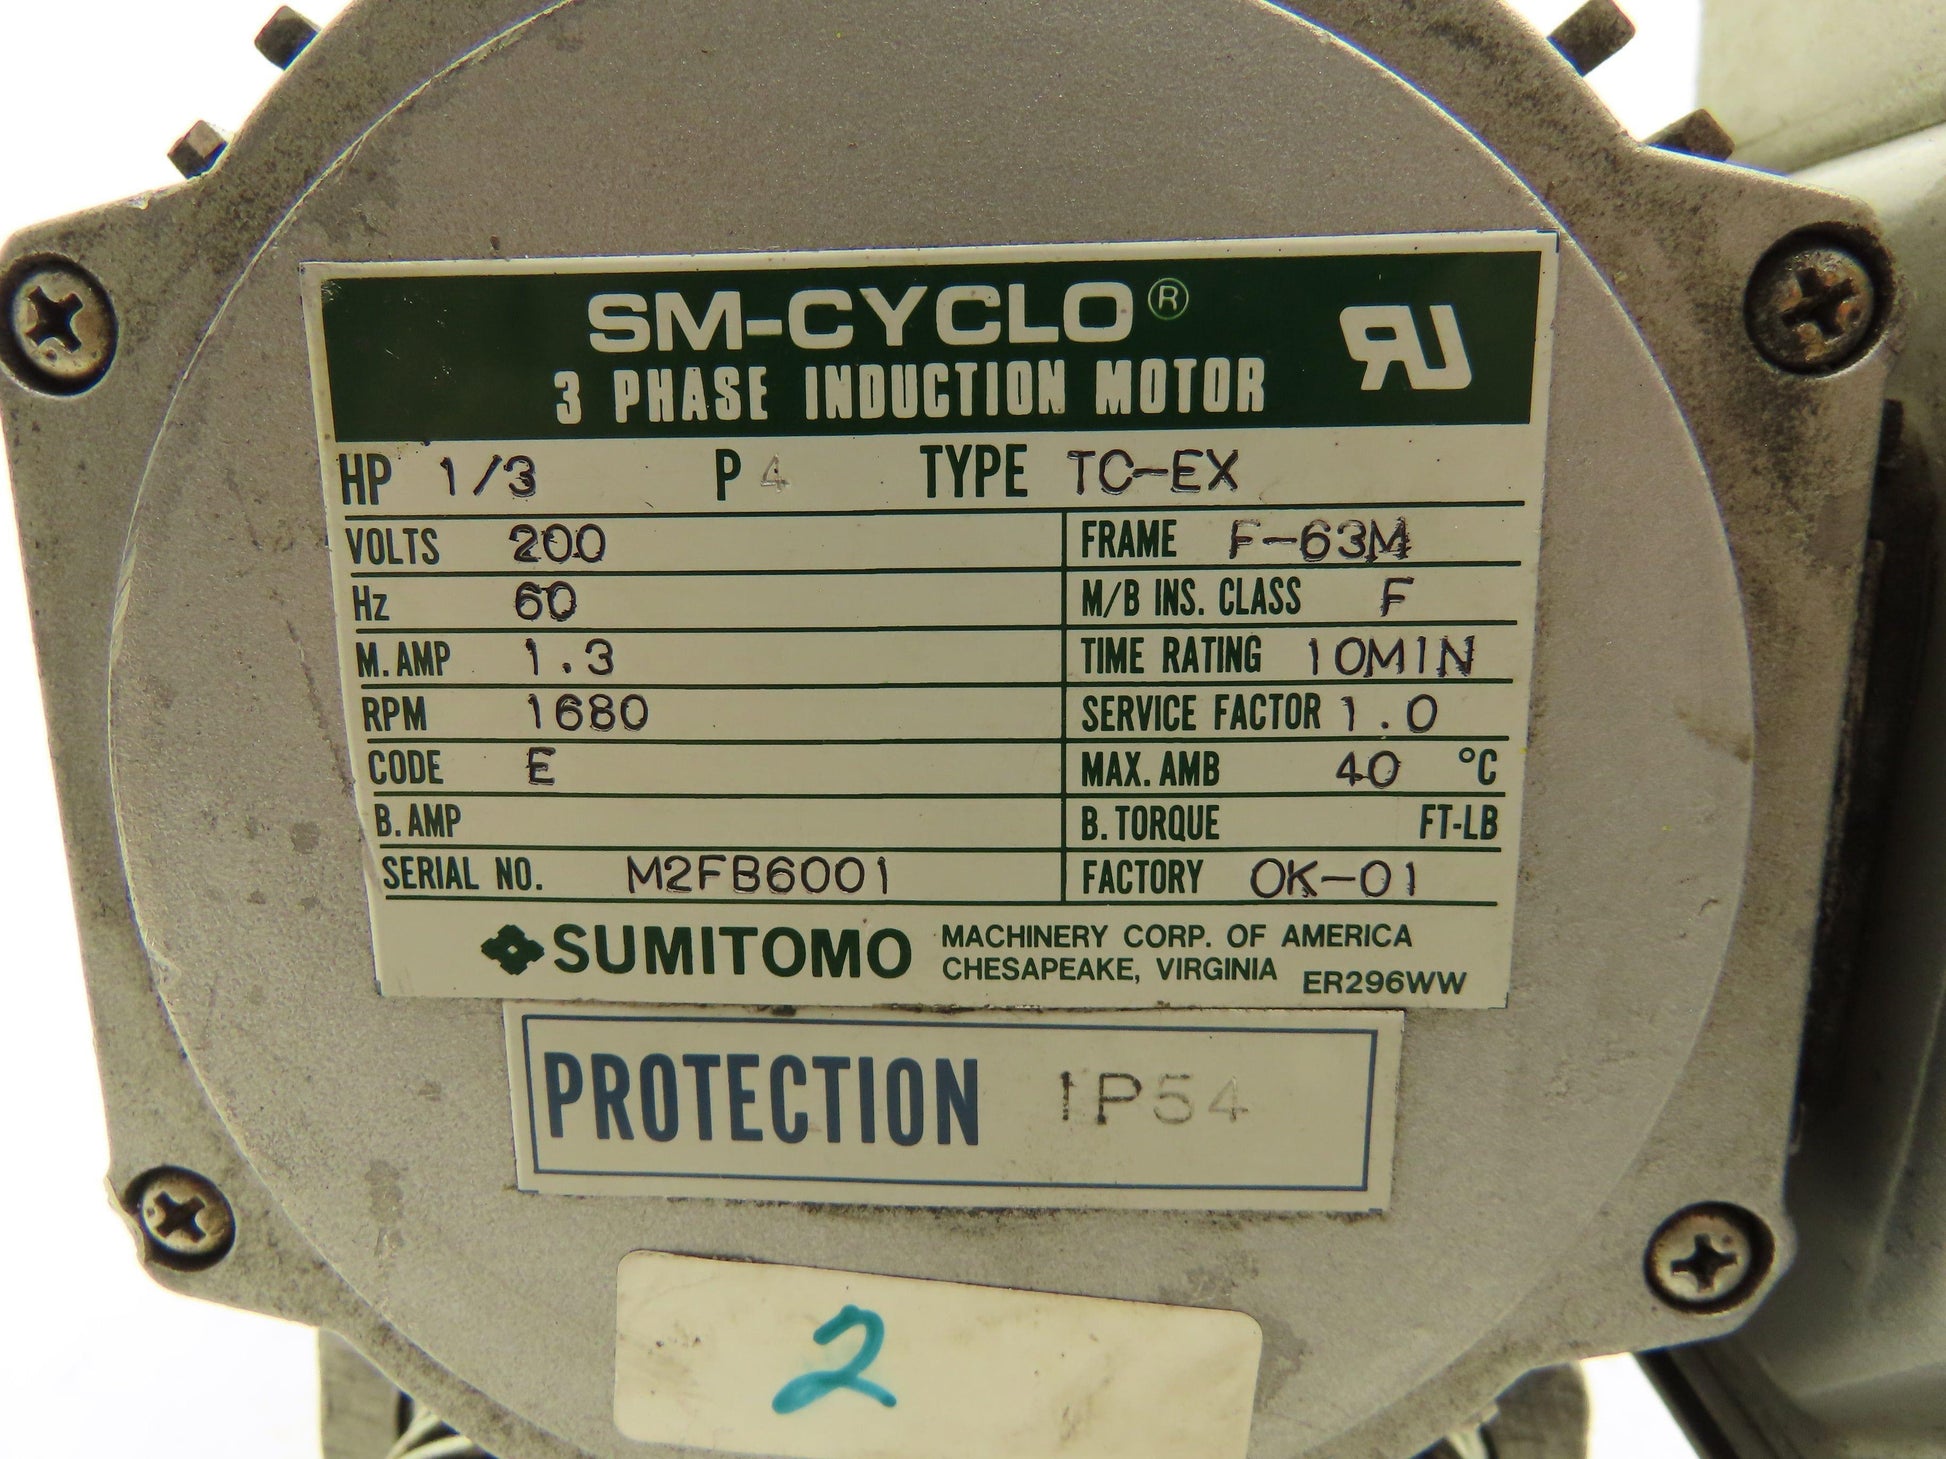 SM-CYCLO®
3 PHASE INDUCTION MOTOR
HP 1/3 P 4 TYPE TC-EX
VOLTS 200 FRAME F-63M
Hz 60 M/B INS. CLASS F
M. AMP 1.3 TIME RATING 10MIN
RPM 1680 SERVICE FACTOR 1.0
CODE E MAX. AMB 40 °C
B. AMP B. TORQUE FT-LB
SERIAL NO. M2FB6001 FACTORY OK-01
SUMITOMO MACHINERY CORP. OF AMERICA
CHESAPEAKE, VIRGINIA ER296WW
PROTECTION IP54
2